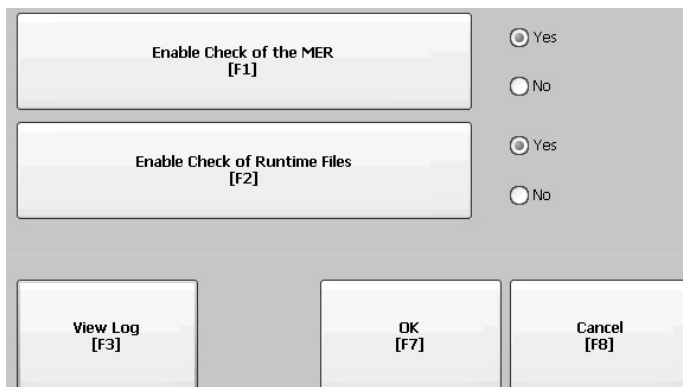 Enable Check of the MER
[F1]
Yes
No
Enable Check of Runtime Files
[F2]
Yes
No
View Log
[F3]
OK
[F7]
Cancel
[F8]